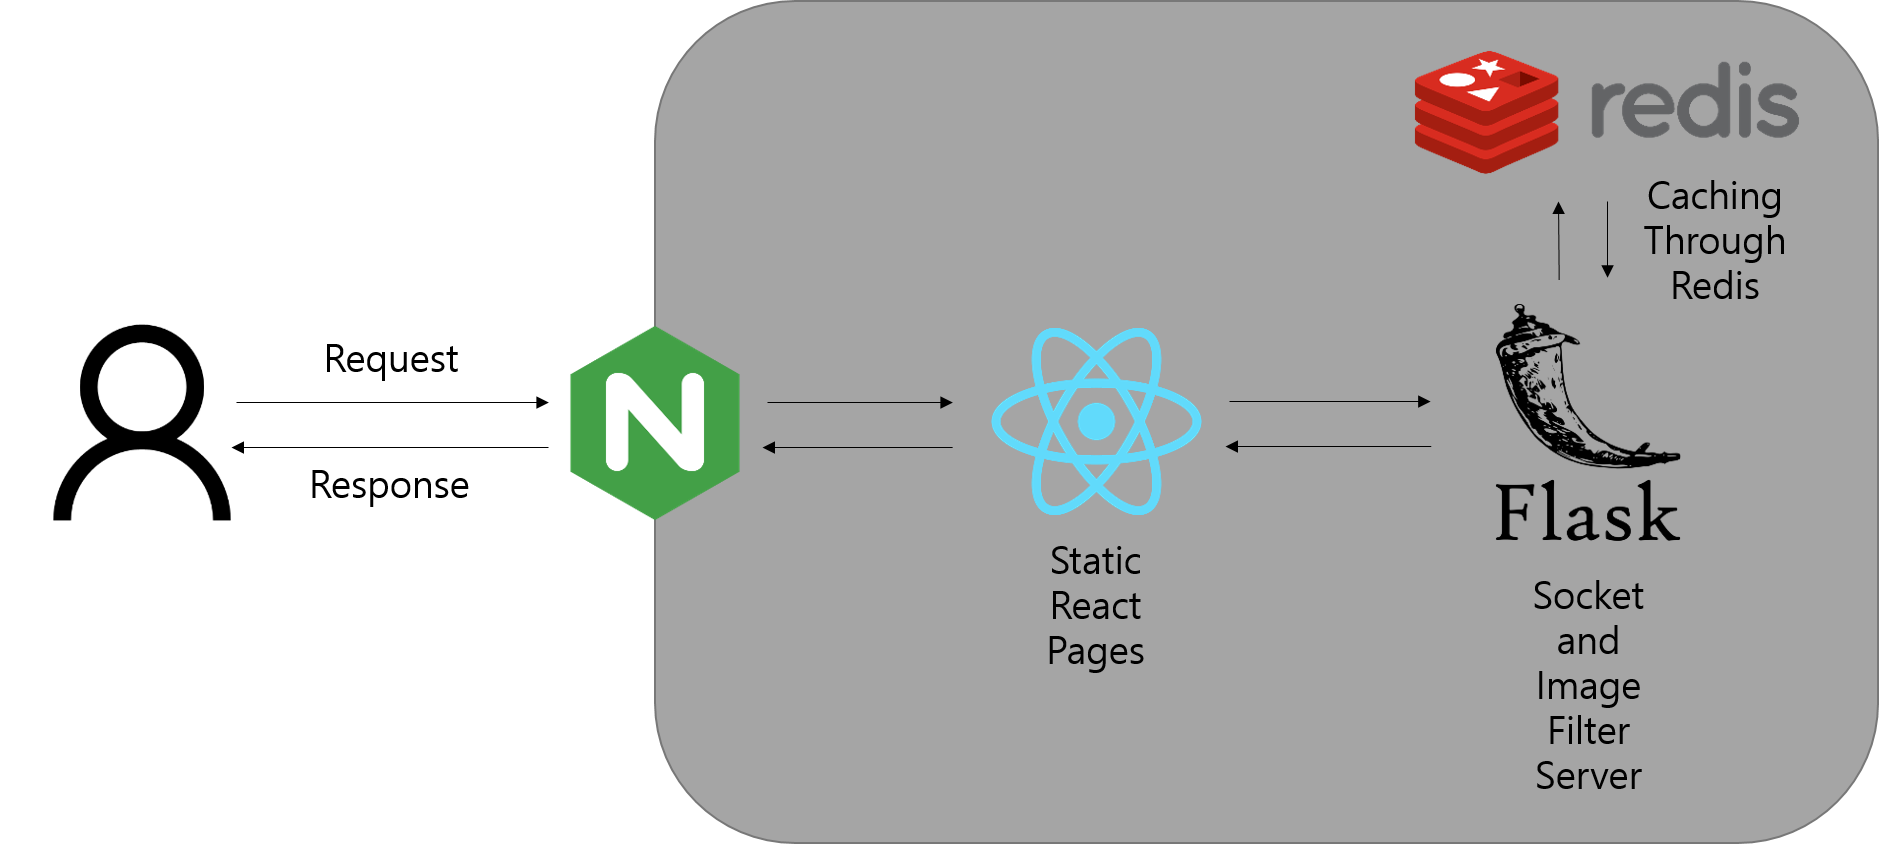 redis
Caching
Through
Redis
Request
N
Response
Flask
Static
React
Pages
Socket
and
Image
Filter
Server